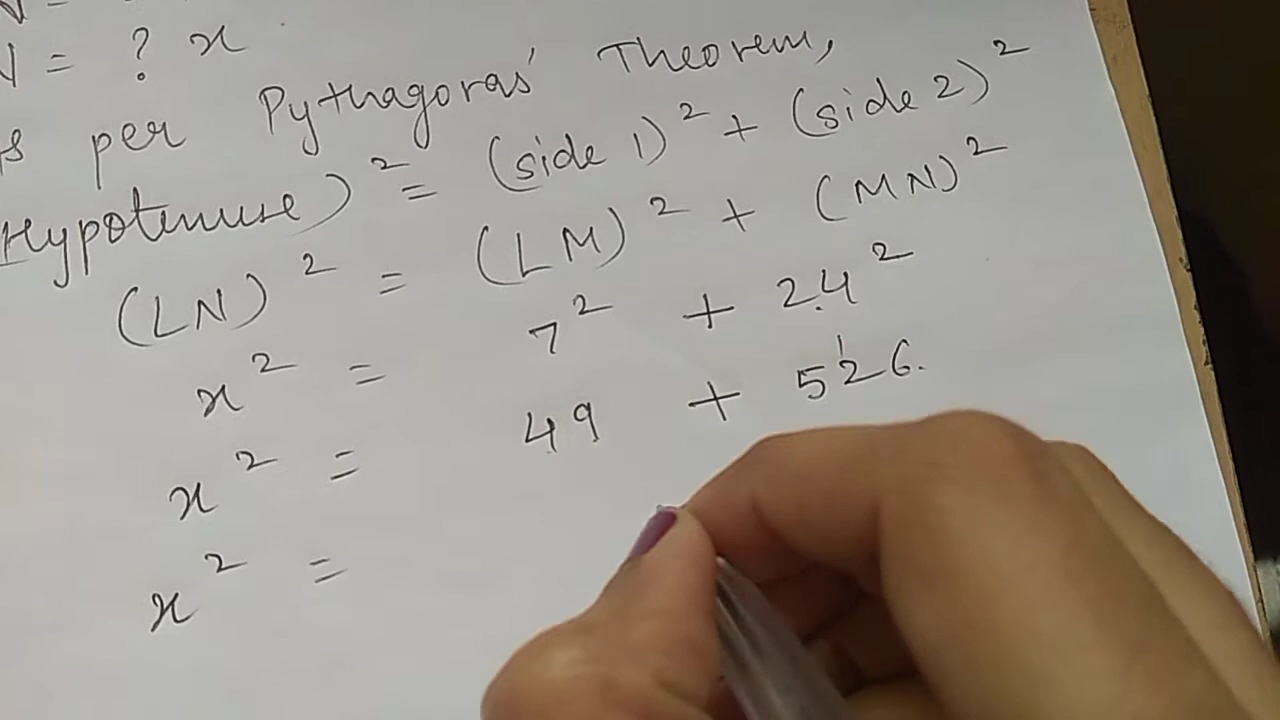 = ? x
per Pythagoras' Theorem,
Hypotenuse)² = (side 1)² + (side 2)²
(LN)² = (LM)² + (MN)²
x² = 7² + 24²
x² = 49 + 526
x² =